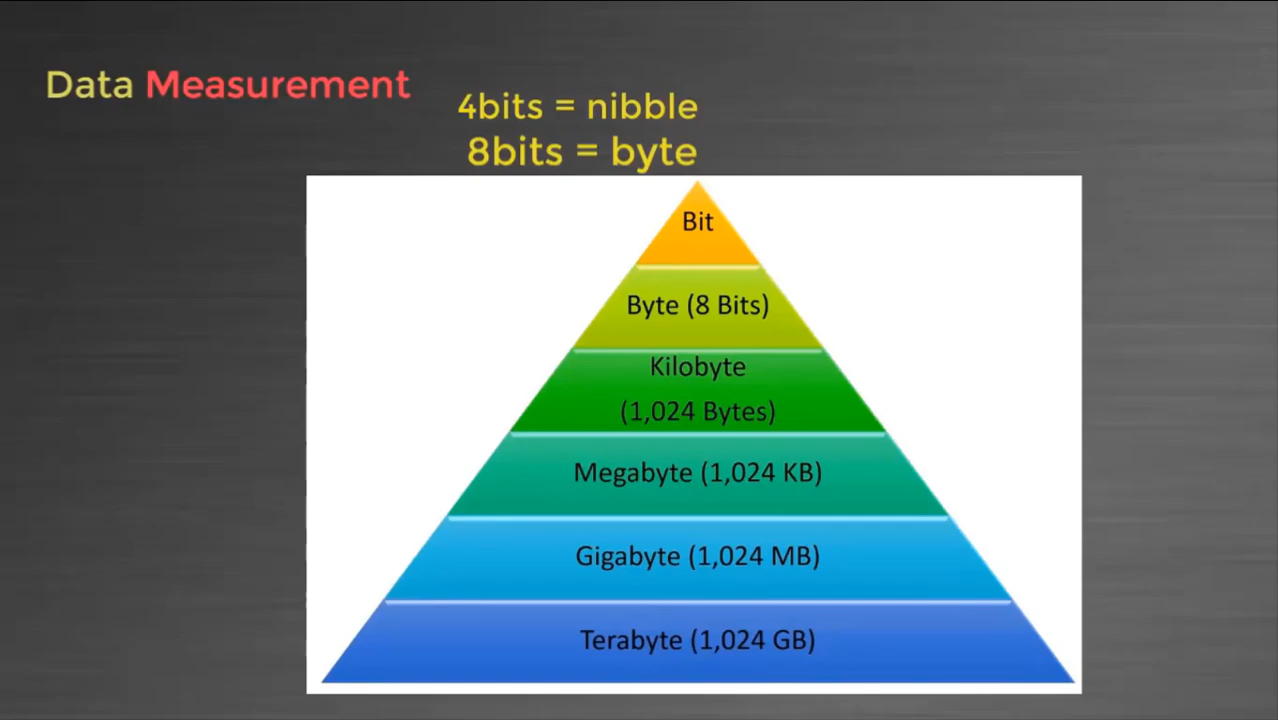 Data Measurement
4bits = nibble
8bits = byte
Bit
Byte (8 Bits)
Kilobyte
(1,024 Bytes)
Megabyte (1,024 KB)
Gigabyte (1,024 MB)
Terabyte (1,024 GB)